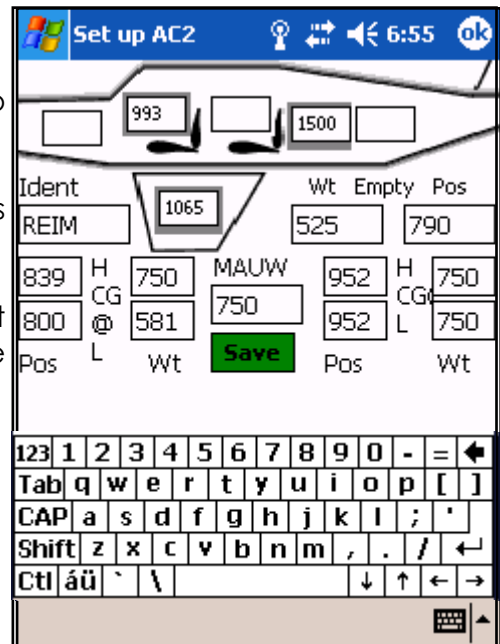 Set up AC2 6:55 ok
993
1500
Ident Wt Empty Pos
1065
REIM 525 790
839 H 750 MAUW 952 H 750
CG 750 CG
800 @ 581 952 L 750
L
Pos Wt Save Pos Wt
123 1 2 3 4 5 6 7 8 9 0 - = 
Tab q w e r t y u i o p [ ]
CAP a s d f g h j k l ; '
Shift z x c v b n m , . / ↵
Ctl áü ` \ ↓ ↑ ← →